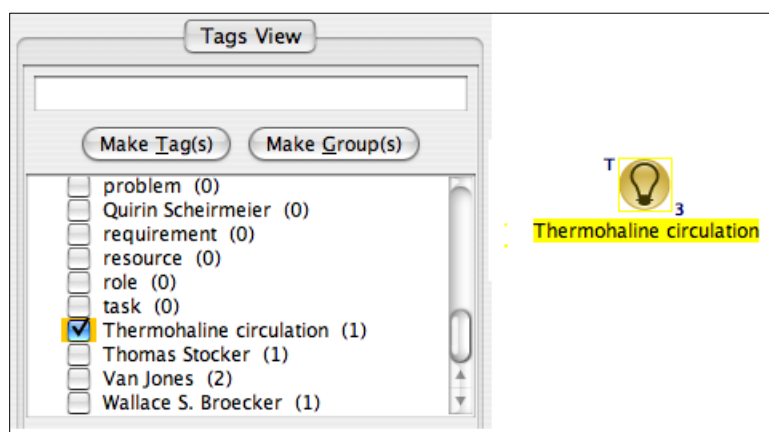 Tags View
Make Tag(s) Make Group(s)
problem (0)
Quirin Scheirmeier (0)
requirement (0)
resource (0)
role (0)
task (0)
Thermohaline circulation (1)
Thomas Stocker (1)
Van Jones (2)
Wallace S. Broecker (1)
T
3
Thermohaline circulation